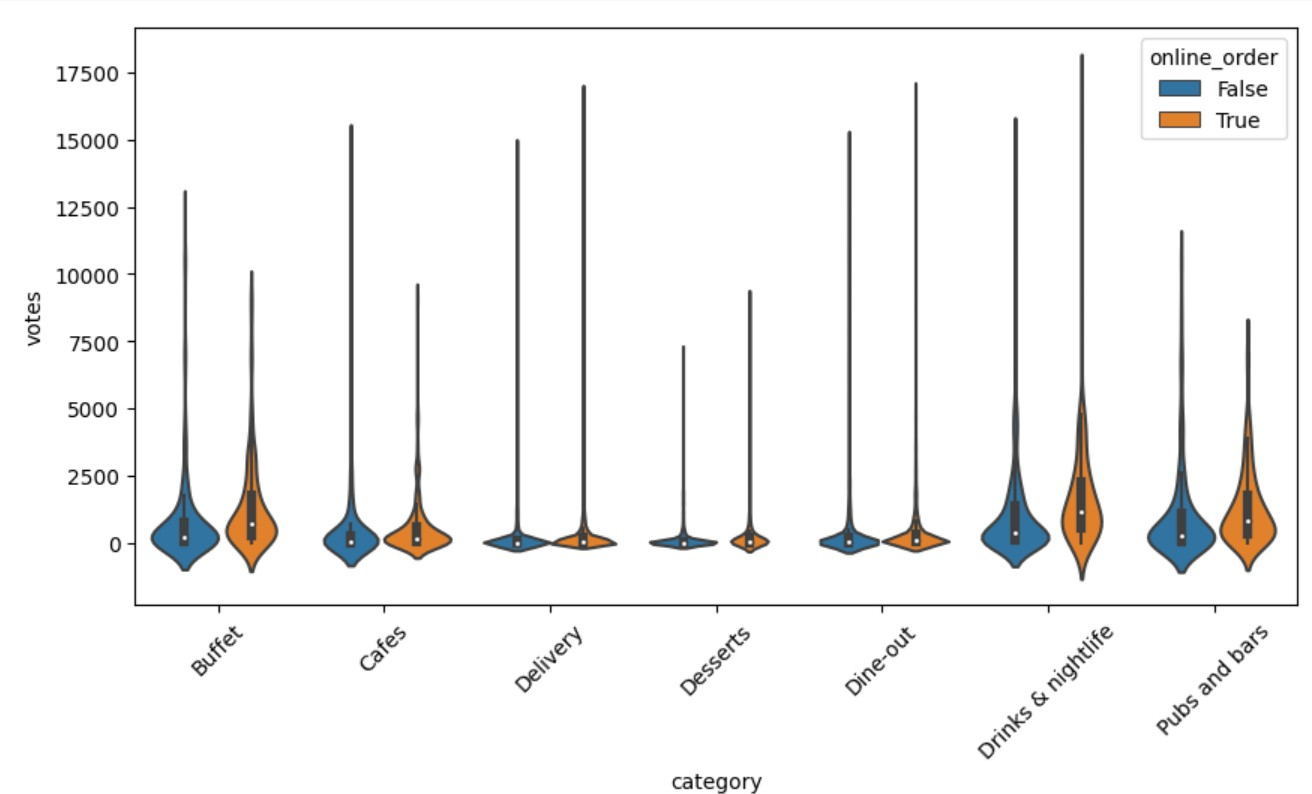 17500
15000
12500
10000
7500
5000
2500
0
votes
online_order
False
True
Buffet
Cafes
Delivery
Desserts
Dine-out
Drinks & nightlife
Pubs and bars
category